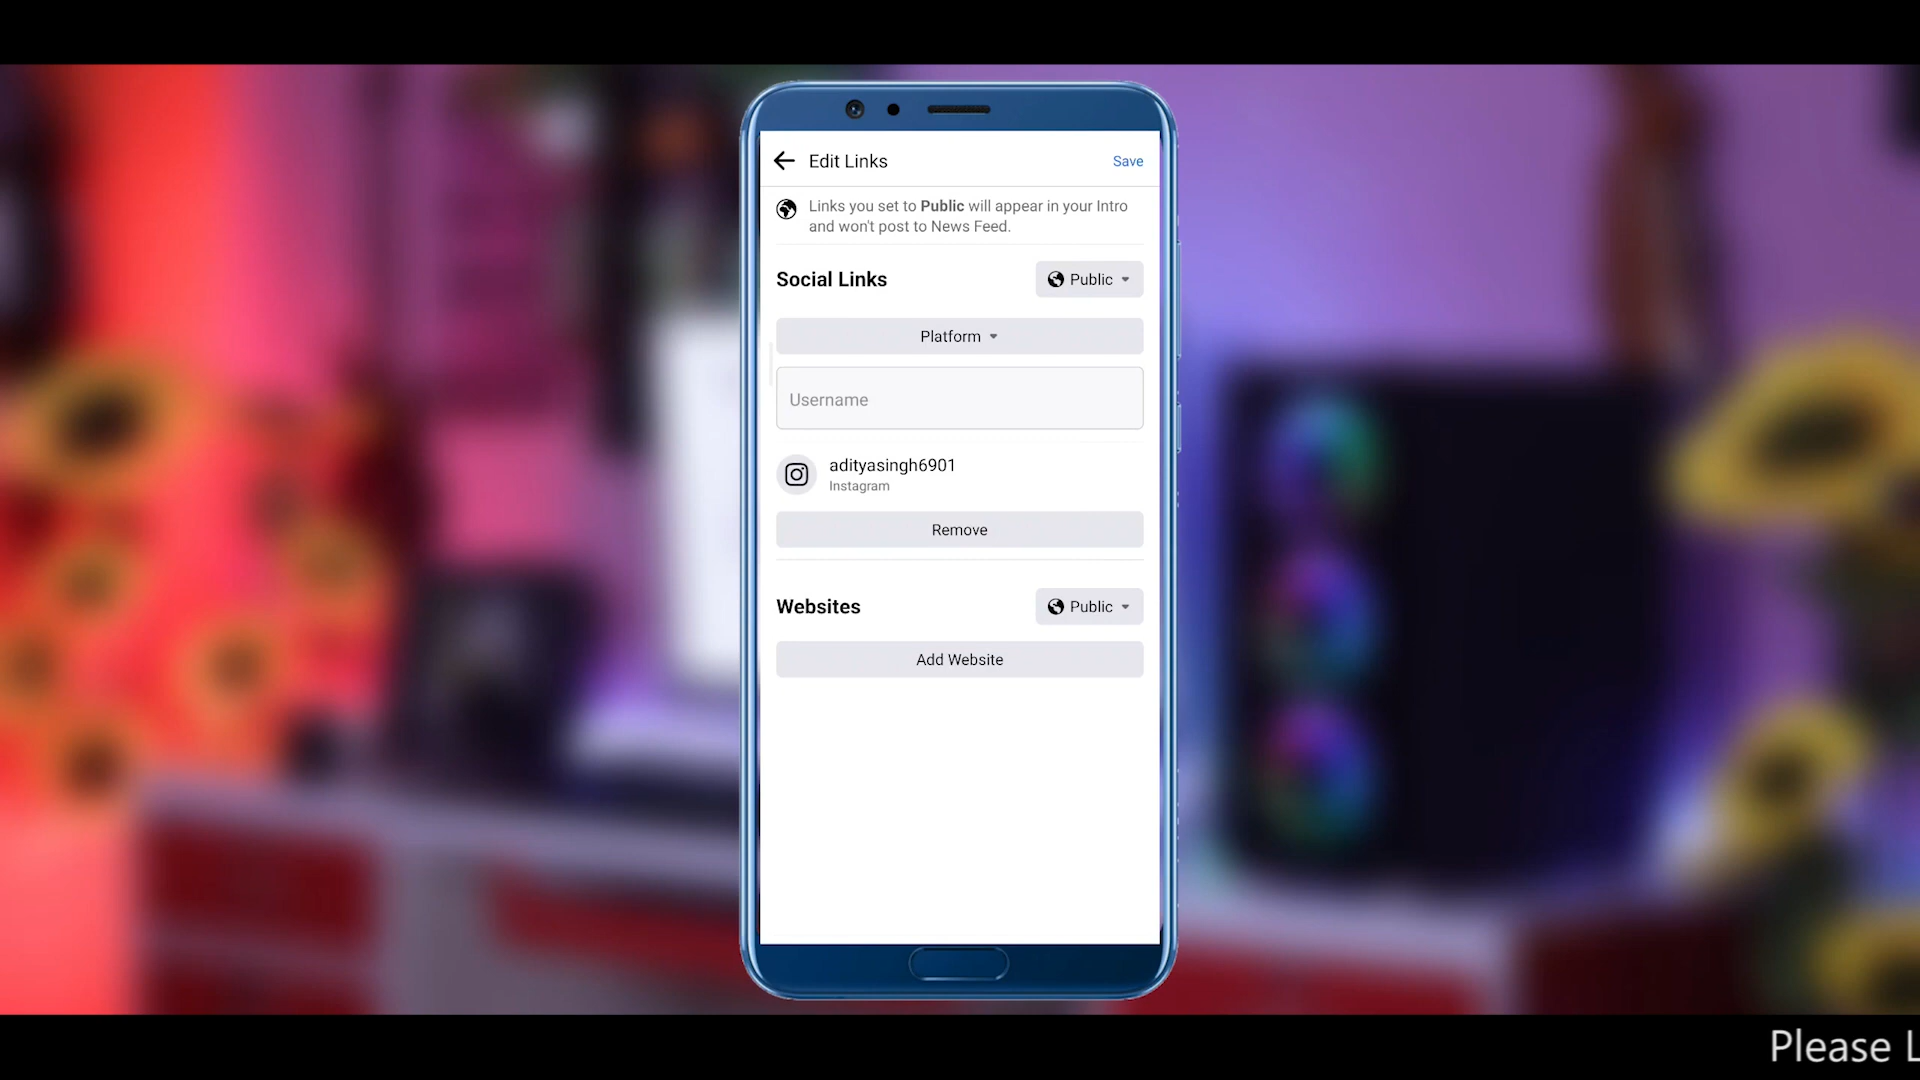 Edit Links
Save
Links you set to Public will appear in your Intro
and won't post to News Feed.
Social Links
Public
Platform
Username
adityasingh6901
Instagram
Remove
Websites
Public
Add Website
Please L